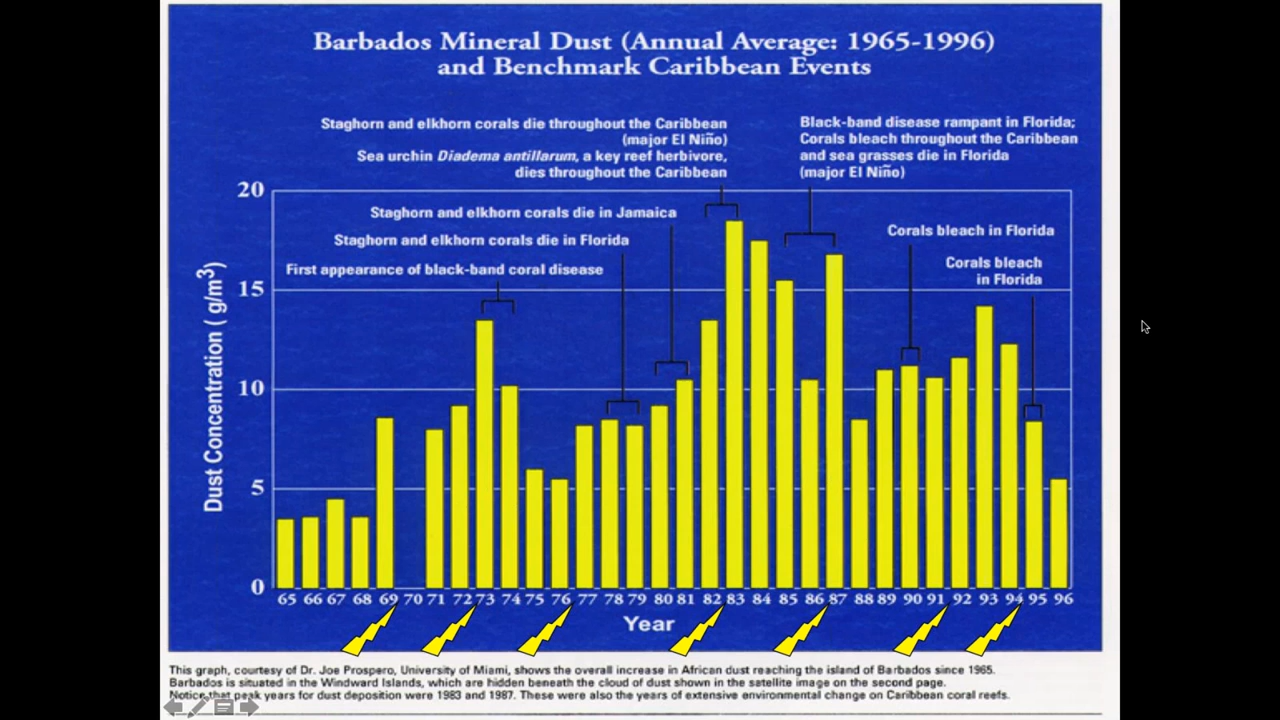 Barbados Mineral Dust (Annual Average: 1965-1996)
and Benchmark Caribbean Events
Staghorn and elkhorn corals die throughout the Caribbean
(major El Niño)
Sea urchin Diadema antillarum, a key reef herbivore,
dies throughout the Caribbean
Black-band disease rampant in Florida;
Corals bleach throughout the Caribbean
and sea grasses die in Florida
(major El Niño)
Staghorn and elkhorn corals die in Jamaica
Staghorn and elkhorn corals die in Florida
First appearance of black-band coral disease
Corals bleach in Florida
Corals bleach
in Florida
Dust Concentration ( g/m³)
20
15
10
5
0
65 66 67 68 69 70 71 72 73 74 75 76 77 78 79 80 81 82 83 84 85 86 87 88 89 90 91 92 93 94 95 96
Year
This graph, courtesy of Dr. Joe Prospero, University of Miami, shows the overall increase in African dust reaching the island of Barbados since 1965.
Barbados is situated in the Windward Islands, which are hidden beneath the cloud of dust shown in the satellite image on the second page.
Notice that peak years for dust deposition were 1983 and 1987. These were also the years of extensive environmental change on Caribbean coral reefs.